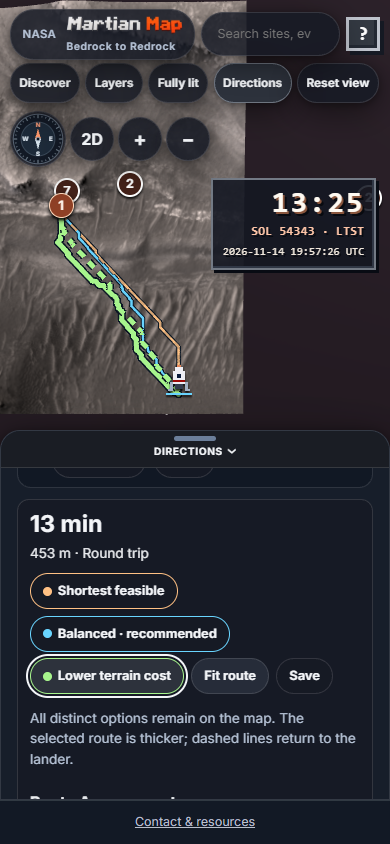 NASA
Martian Map
Bedrock to Redrock
Search sites, ev
?
Discover
Layers
Fully lit
Directions
Reset view
N
W
E
S
2D
+
−
7
2
1
13:25
SOL 54343 · LTST
2026-11-14 19:57:26 UTC
DIRECTIONS
13 min
453 m · Round trip
Shortest feasible
Balanced · recommended
Lower terrain cost
Fit route
Save
All distinct options remain on the map. The
selected route is thicker; dashed lines return to the
lander.
Contact & resources